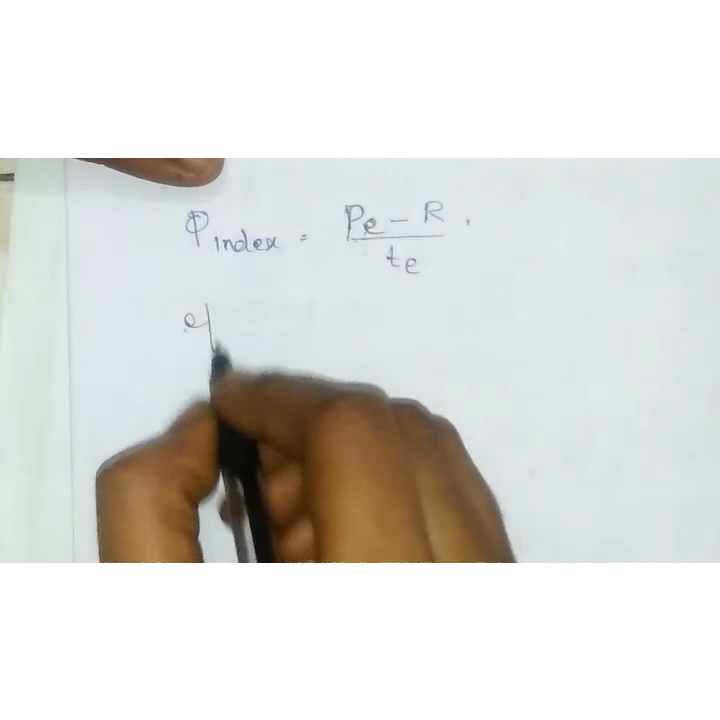 φ index = Pe - R / te